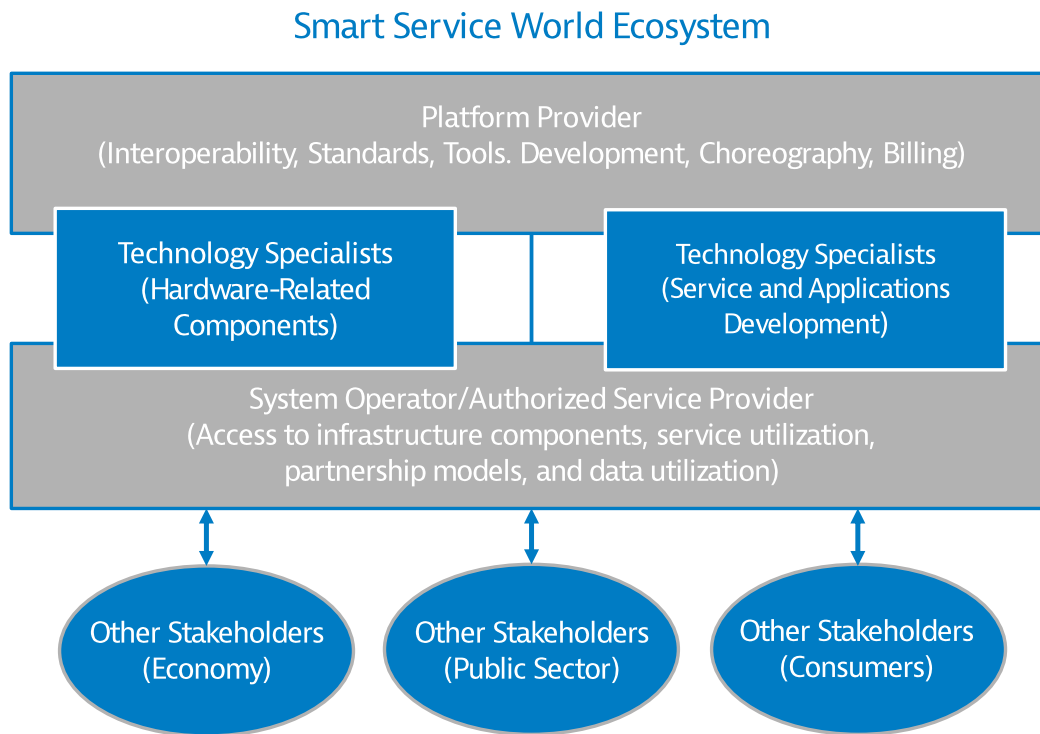 Smart Service World Ecosystem
Platform Provider
(Interoperability, Standards, Tools. Development, Choreography, Billing)
Technology Specialists
(Hardware-Related
Components)
Technology Specialists
(Service and Applications
Development)
System Operator/Authorized Service Provider
(Access to infrastructure components, service utilization,
partnership models, and data utilization)
Other Stakeholders
(Economy)
Other Stakeholders
(Public Sector)
Other Stakeholders
(Consumers)